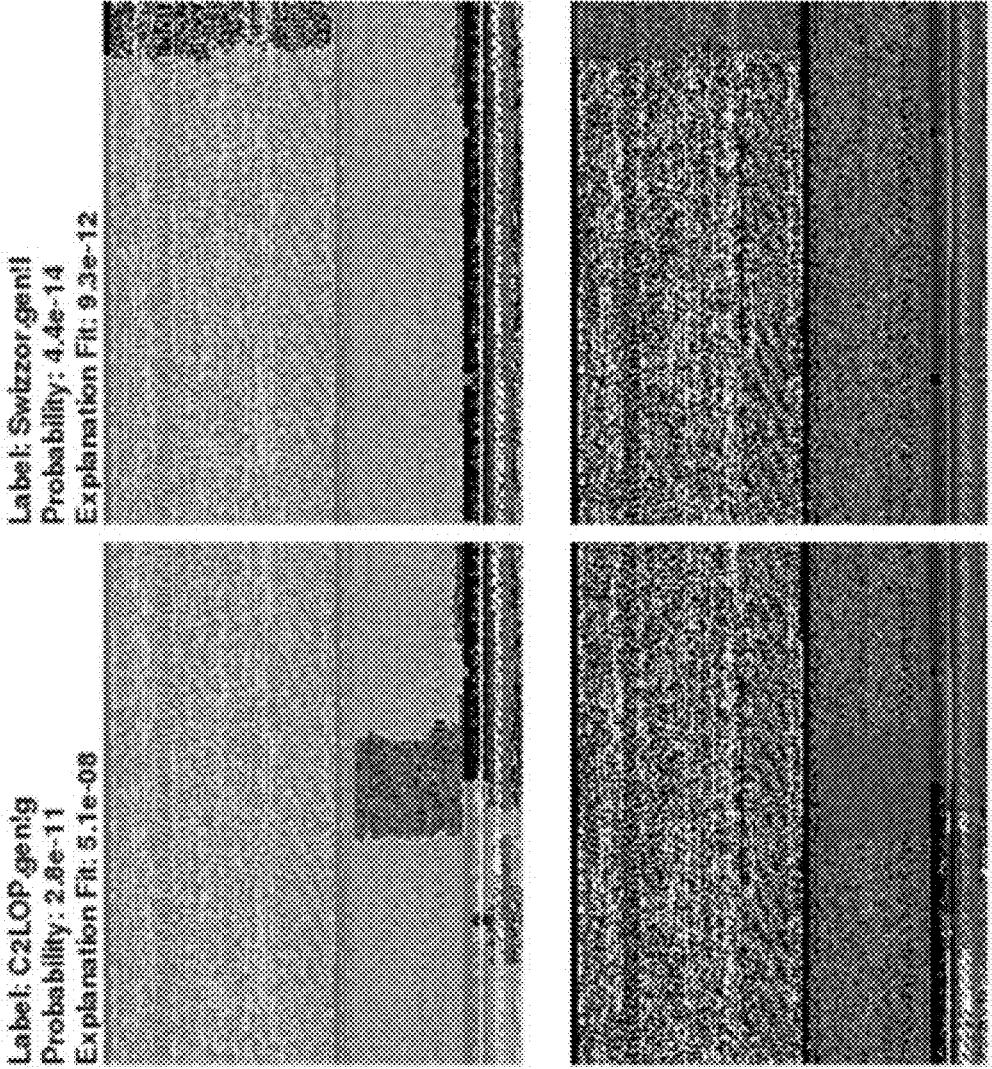 Label: C2LOP.gen!g
Probability: 2.8e-11
Explanation Fit: 5.1e-08
Label: Swizzor.gen!I
Probability: 4.4e-14
Explanation Fit: 9.3e-12